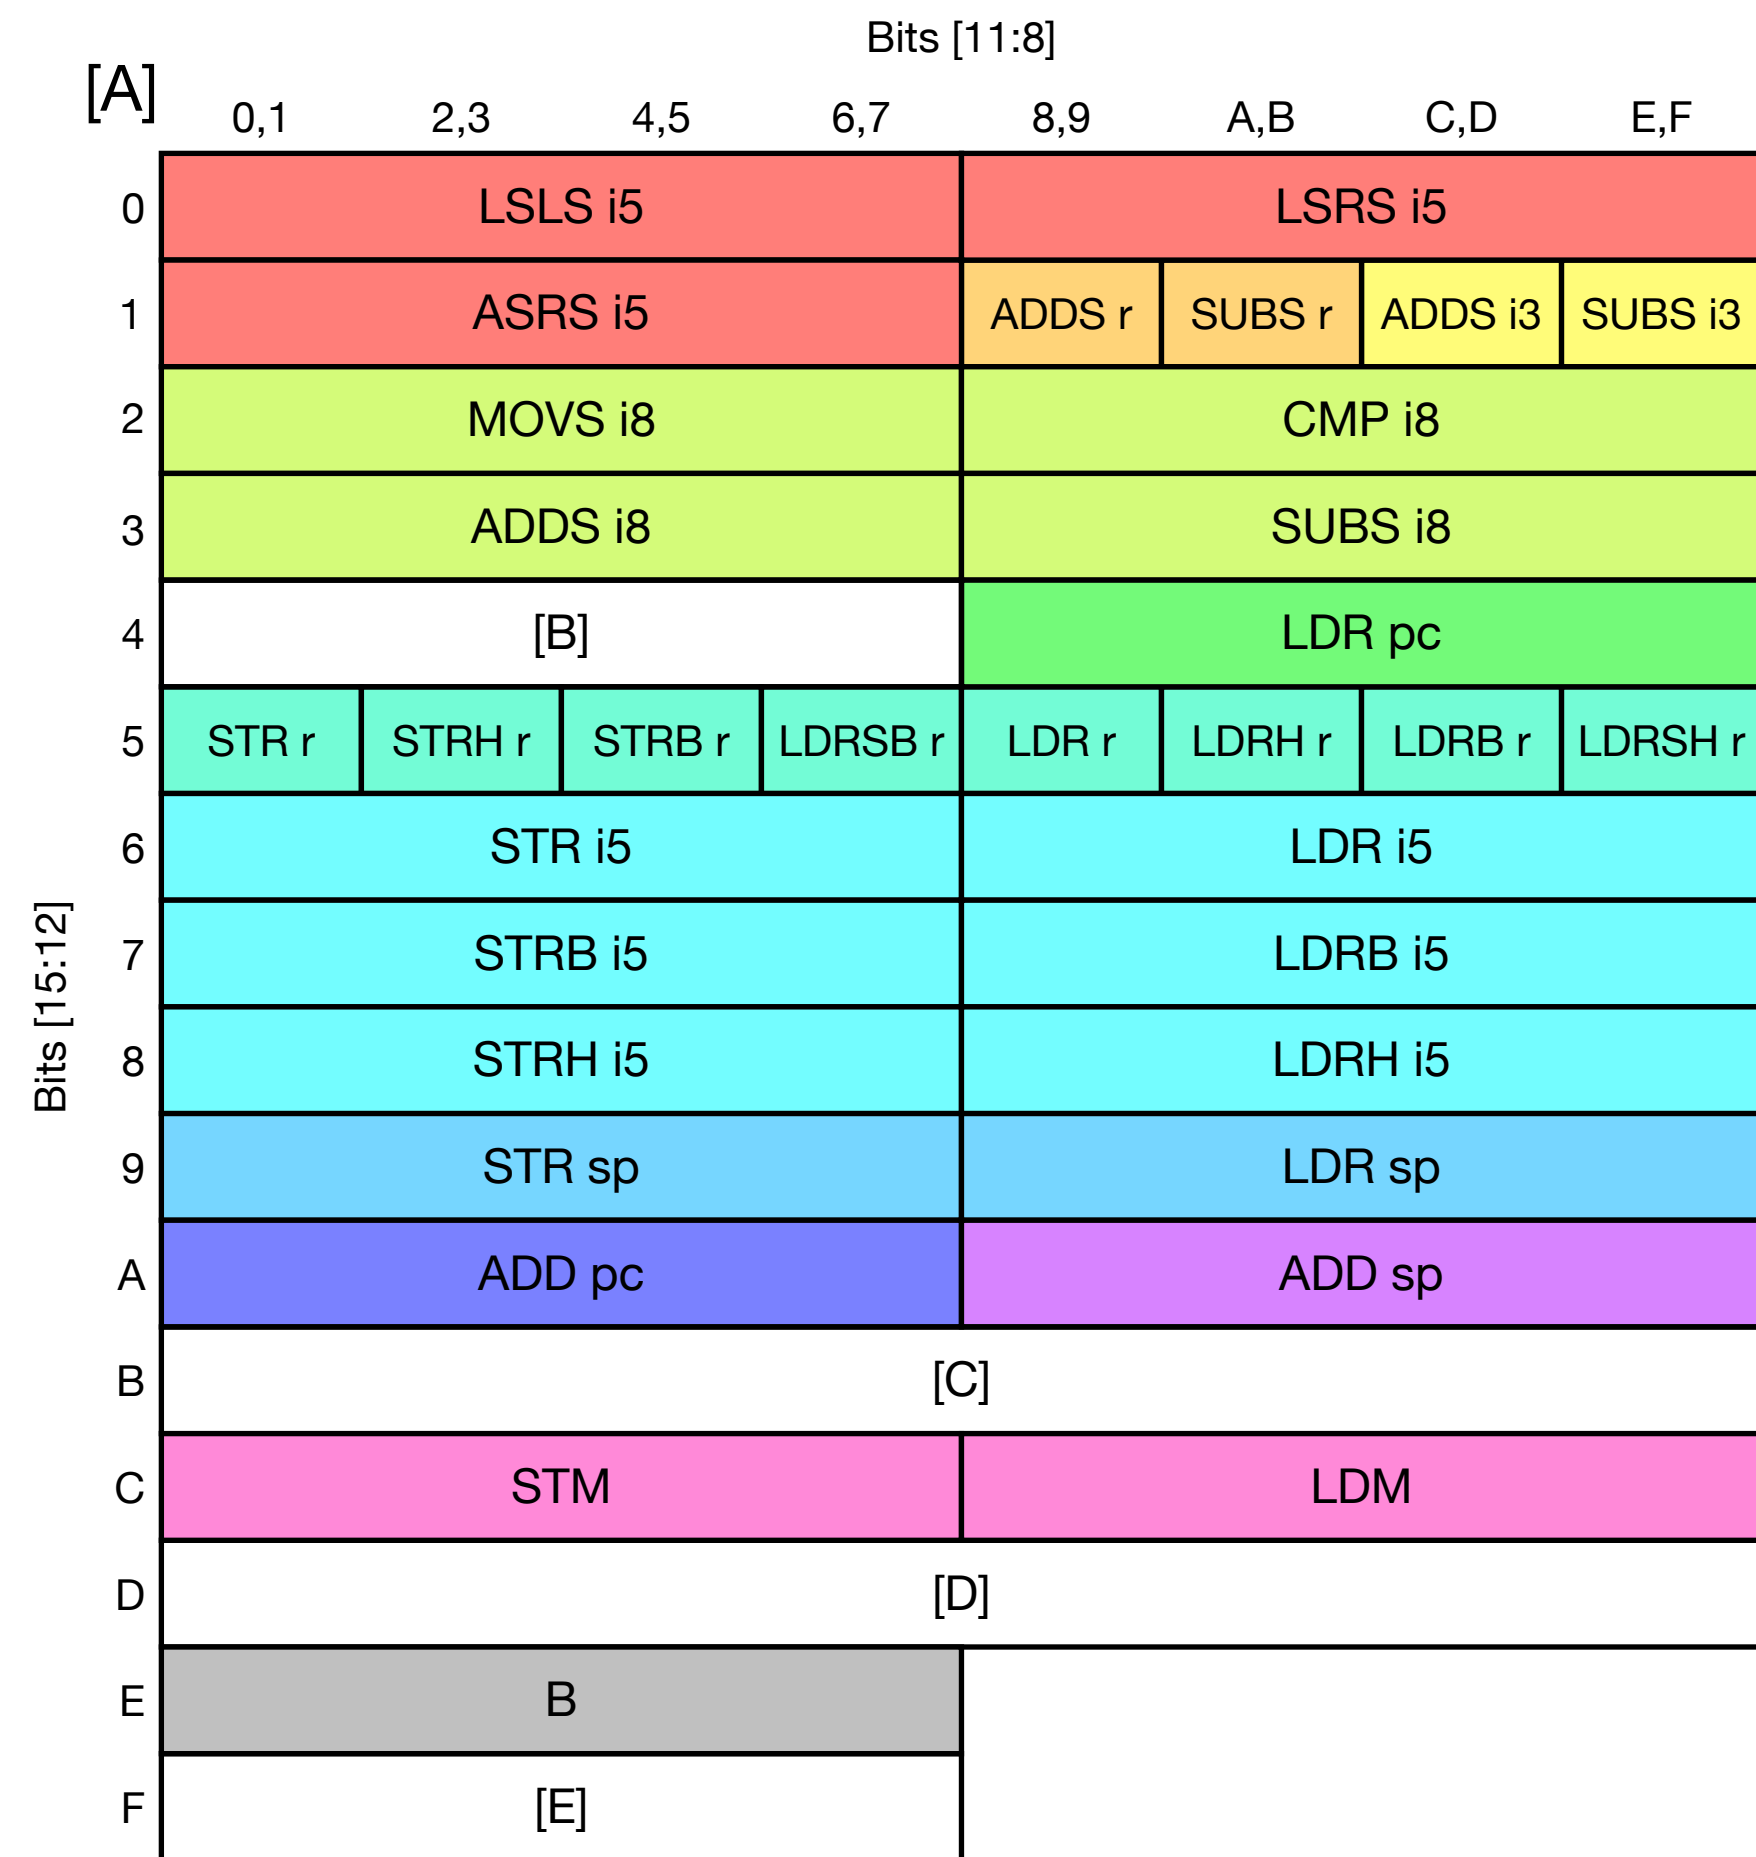 Bits [11:8]
[A]
0,1 2,3 4,5 6,7 8,9 A,B C,D E,F
0 LSLS i5 LSRS i5
1 ASRS i5 ADDS r SUBS r ADDS i3 SUBS i3
2 MOVS i8 CMP i8
3 ADDS i8 SUBS i8
4 [B] LDR pc
5 STR r STRH r STRB r LDRSB r LDR r LDRH r LDRB r LDRSH r
6 STR i5 LDR i5
7 STRB i5 LDRB i5
8 STRH i5 LDRH i5
9 STR sp LDR sp
A ADD pc ADD sp
B [C]
C STM LDM
D [D]
E B
F [E]
Bits [15:12]